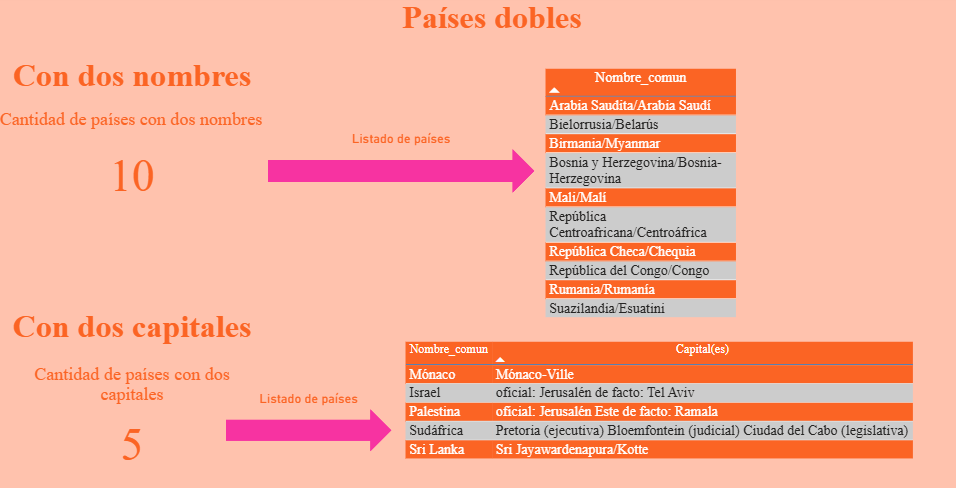 Países dobles
Con dos nombres
Cantidad de países con dos nombres
10
Listado de países
Nombre_comun
Arabia Saudita/Arabia Saudí
Bielorrusia/Belarús
Birmania/Myanmar
Bosnia y Herzegovina/Bosnia-
Herzegovina
Mali/Malí
República
Centroafricana/Centroáfrica
República Checa/Chequia
República del Congo/Congo
Rumania/Rumanía
Suazilandia/Esuatini
Con dos capitales
Cantidad de países con dos
capitales
5
Listado de países
Nombre_comun Capital(es)
Mónaco Mónaco-Ville
Israel oficial: Jerusalén de facto: Tel Aviv
Palestina oficial: Jerusalén Este de facto: Ramala
Sudáfrica Pretoria (ejecutiva) Bloemfontein (judicial) Ciudad del Cabo (legislativa)
Sri Lanka Sri Jayawardenapura/Kotte